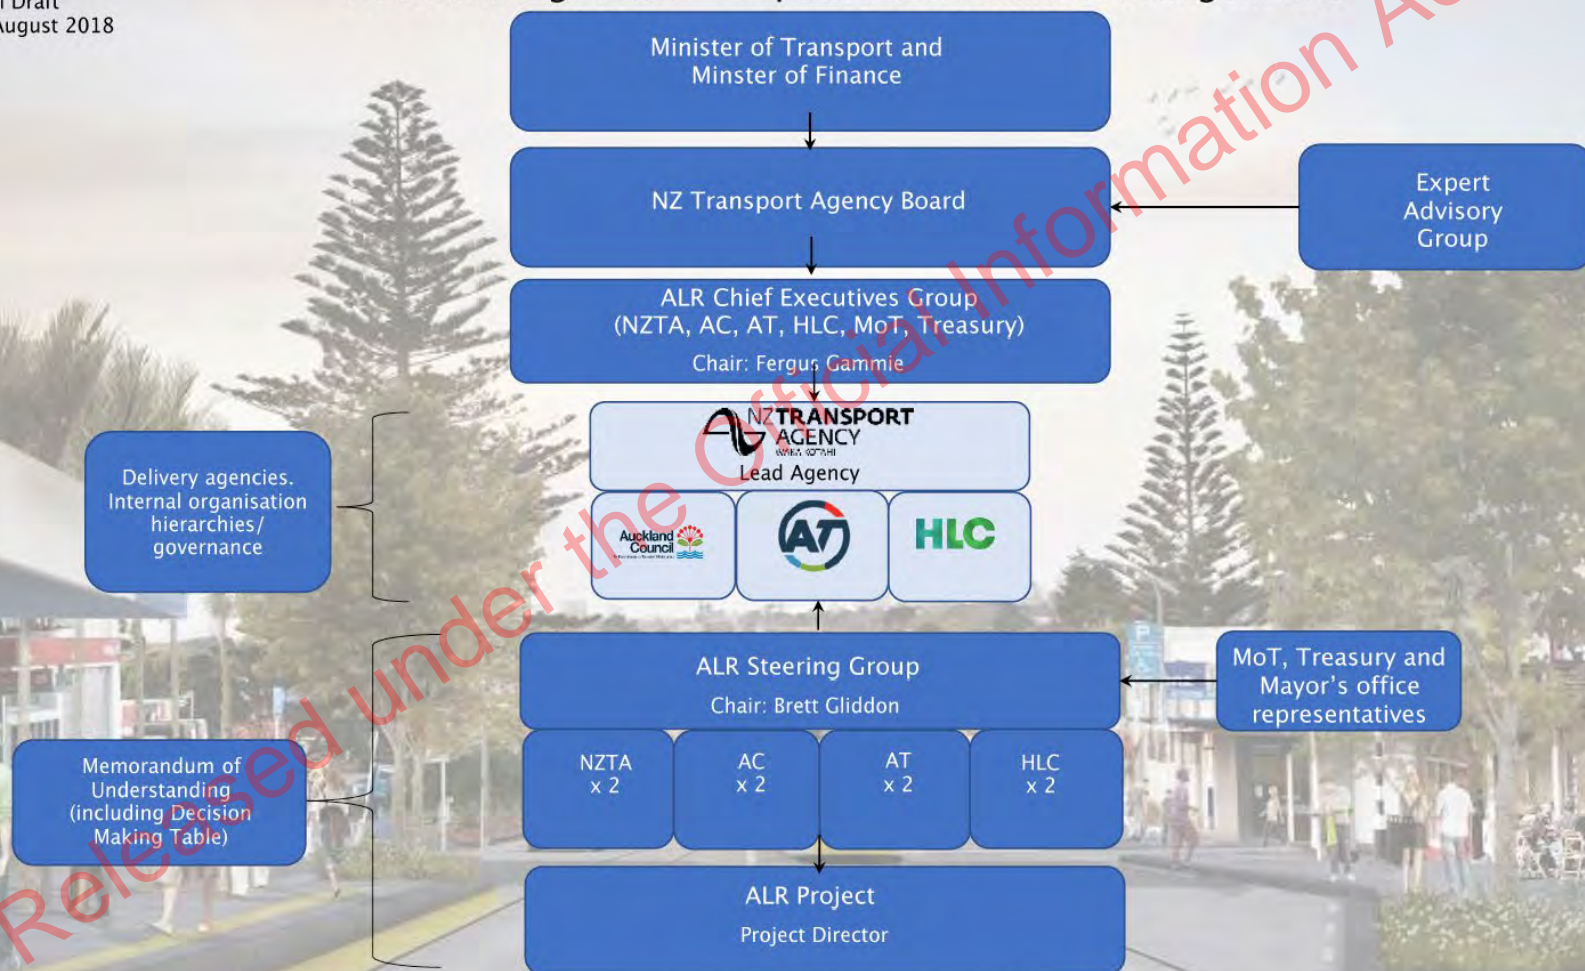 Draft
August 2018
Minister of Transport and
Minster of Finance
NZ Transport Agency Board
Expert
Advisory
Group
ALR Chief Executives Group
(NZTA, AC, AT, HLC, MoT, Treasury)
Chair: Fergus Gammie
NZTRANSPORT
AGENCY
WAKA KOTAHI
Lead Agency
Delivery agencies.
Internal organisation
hierarchies/
governance
Auckland
Council
AT
HLC
ALR Steering Group
Chair: Brett Gliddon
MoT, Treasury and
Mayor's office
representatives
NZTA
x 2
AC
x 2
AT
x 2
HLC
x 2
Memorandum of
Understanding
(including Decision
Making Table)
ALR Project
Project Director
P
Released under the Official Information